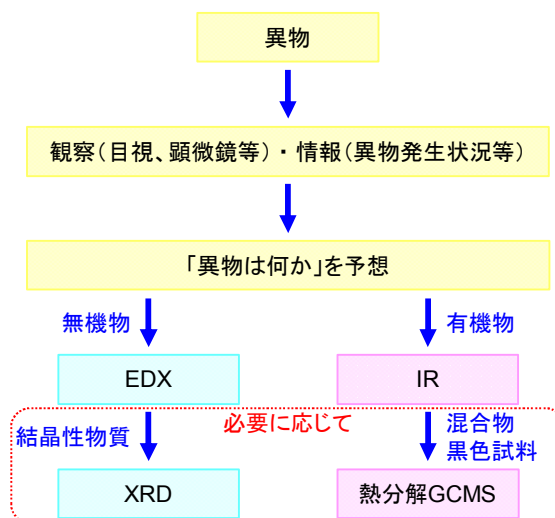 異物
観察(目視、顕微鏡等)・情報(異物発生状況等)
「異物は何か」を予想
無機物
有機物
EDX
IR
必要に応じて
結晶性物質
混合物
黒色試料
XRD
熱分解GCMS